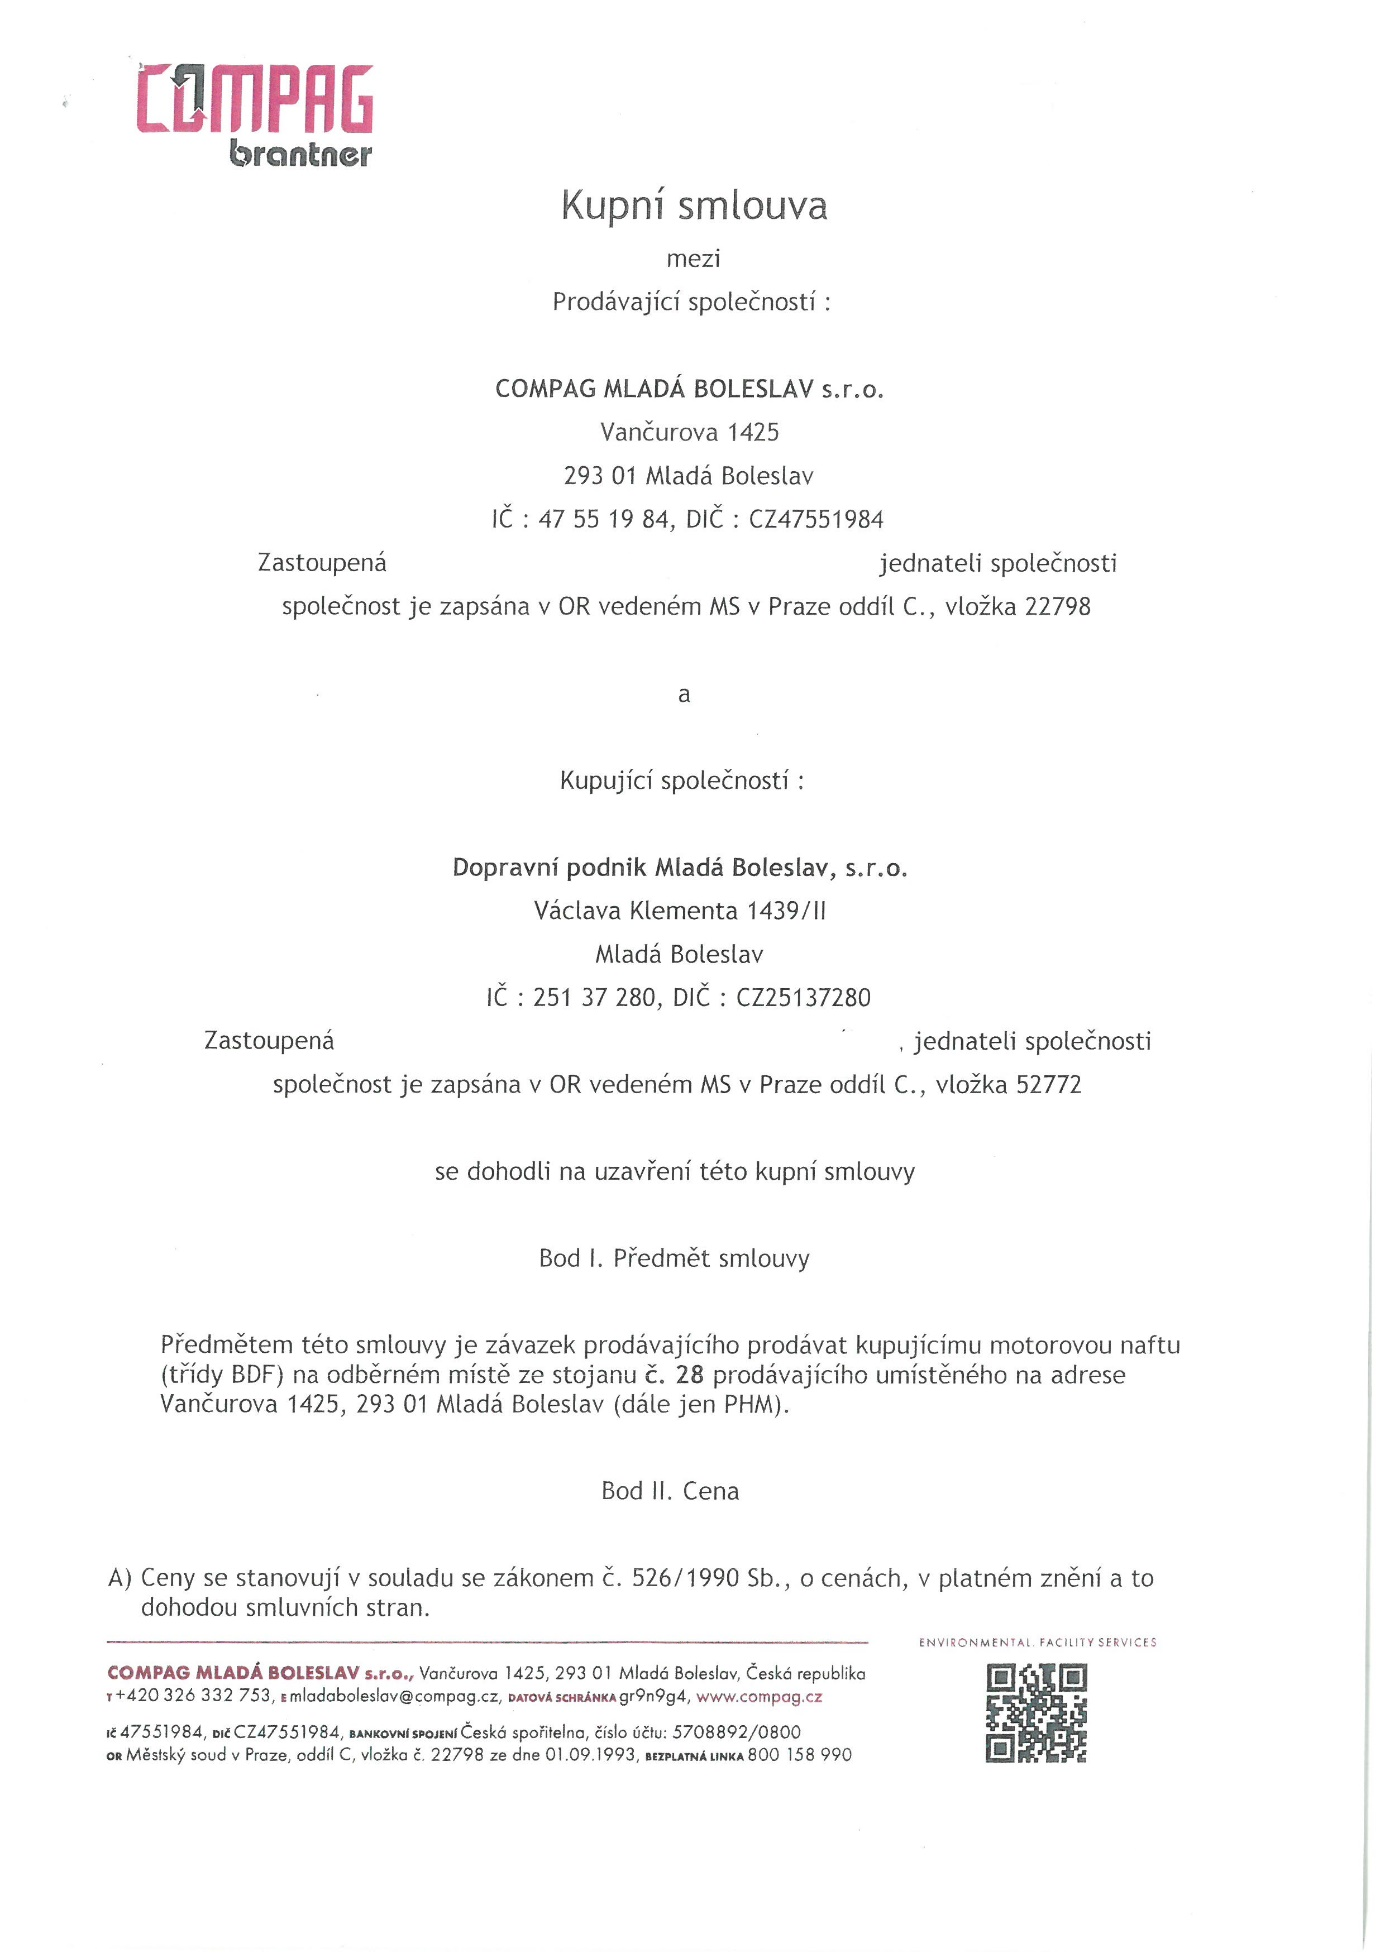 COMPAG
brantner
Kupní smlouva
mezi
Prodávající společností :
COMPAG MLADÁ BOLESLAV s.r.o.
Vančurova 1425
293 01 Mladá Boleslav
IČ : 47 55 19 84, DIČ : CZ47551984
Zastoupená jednateli společnosti
společnost je zapsána v OR vedeném MS v Praze oddíl C., vložka 22798
a
Kupující společností :
Dopravní podnik Mladá Boleslav, s.r.o.
Václava Klementa 1439/II
Mladá Boleslav
IČ : 251 37 280, DIČ : CZ25137280
Zastoupená , jednateli společnosti
společnost je zapsána v OR vedeném MS v Praze oddíl C., vložka 52772
se dohodli na uzavření této kupní smlouvy
Bod I. Předmět smlouvy
Předmětem této smlouvy je závazek prodávajícího prodávat kupujícímu motorovou naftu
(třídy BDF) na odběrném místě ze stojanu č. 28 prodávajícího umístěného na adrese
Vančurova 1425, 293 01 Mladá Boleslav (dále jen PHM).
Bod II. Cena
A) Ceny se stanovují v souladu se zákonem č. 526/1990 Sb., o cenách, v platném znění a to
dohodou smluvních stran.
ENVIRONMENTAL. FACILITY SERVICES
COMPAG MLADÁ BOLESLAV s.r.o., Vančurova 1425, 293 01 Mladá Boleslav, Česká republika
T +420 326 332 753, E mladaboleslav@compag.cz, DATOVÁ SCHRÁNKA gr9n9g4, www.compag.cz
IČ 47551984, DIČ CZ47551984, BANKOVNÍ SPOJENÍ Česká spořitelna, číslo účtu: 5708892/0800
OR Městský soud v Praze, oddíl C, vložka č. 22798 ze dne 01.09.1993, BEZPLATNÁ LINKA 800 158 990